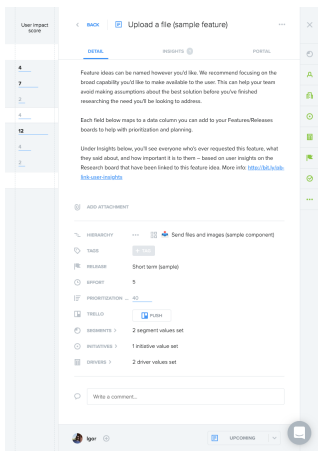 User impact
score
4
7
2
4
12
4
2
BACK
Upload a file (sample feature)
DETAIL
INSIGHTS
PORTAL
Feature ideas can be named however you'd like. We recommend focusing on the
broad capability you'd like to make available to the user. This can help your team
avoid making assumptions about the best solution before you've finished
researching the need you'll be looking to address.
Each field below maps to a data column you can add to your Features/Releases
boards to help with prioritization and planning.
Under Insights below, you'll see everyone who's ever requested this feature, what
they said about, and how important it is to them – based on user insights on the
Research board that have been linked to this feature idea. More info: http://bit.ly/pb-
link-user-insights
ADD ATTACHMENT
HIERARCHY
Send files and images (sample component)
TAGS
+ TAG
RELEASE
Short term (sample)
EFFORT
5
PRIORITIZATION ...
40
TRELLO
PUSH
SEGMENTS
2 segment values set
INITIATIVES
1 initiative value set
DRIVERS
2 driver values set
Write a comment...
Igor
UPCOMING